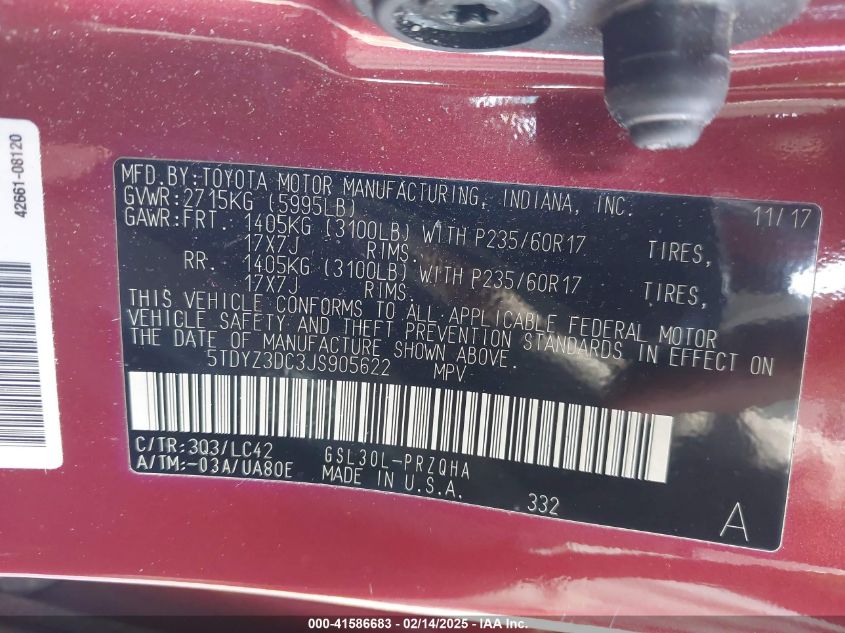 42661-08120
MFD.BY:TOYOTA MOTOR MANUFACTURING, INDIANA, INC.
GVWR:2715KG (5995LB) 11/17
GAWR:FRT. 1405KG (3100LB) WITH P235/60R17 TIRES,
17X7J RIMS.
RR. 1405KG (3100LB) WITH P235/60R17 TIRES,
17X7J RIMS.
THIS VEHICLE CONFORMS TO ALL APPLICABLE FEDERAL MOTOR
VEHICLE SAFETY AND THEFT PREVENTION STANDARDS IN EFFECT ON
THE DATE OF MANUFACTURE SHOWN ABOVE.
5TDYZ3DC3JS905622 MPV
C/TR:3Q3/LC42 GSL30L-PRZQHA
A/TM:-03A/UA80E MADE IN U.S.A.
332 A
000-41586683 - 02/14/2025 - IAA Inc.